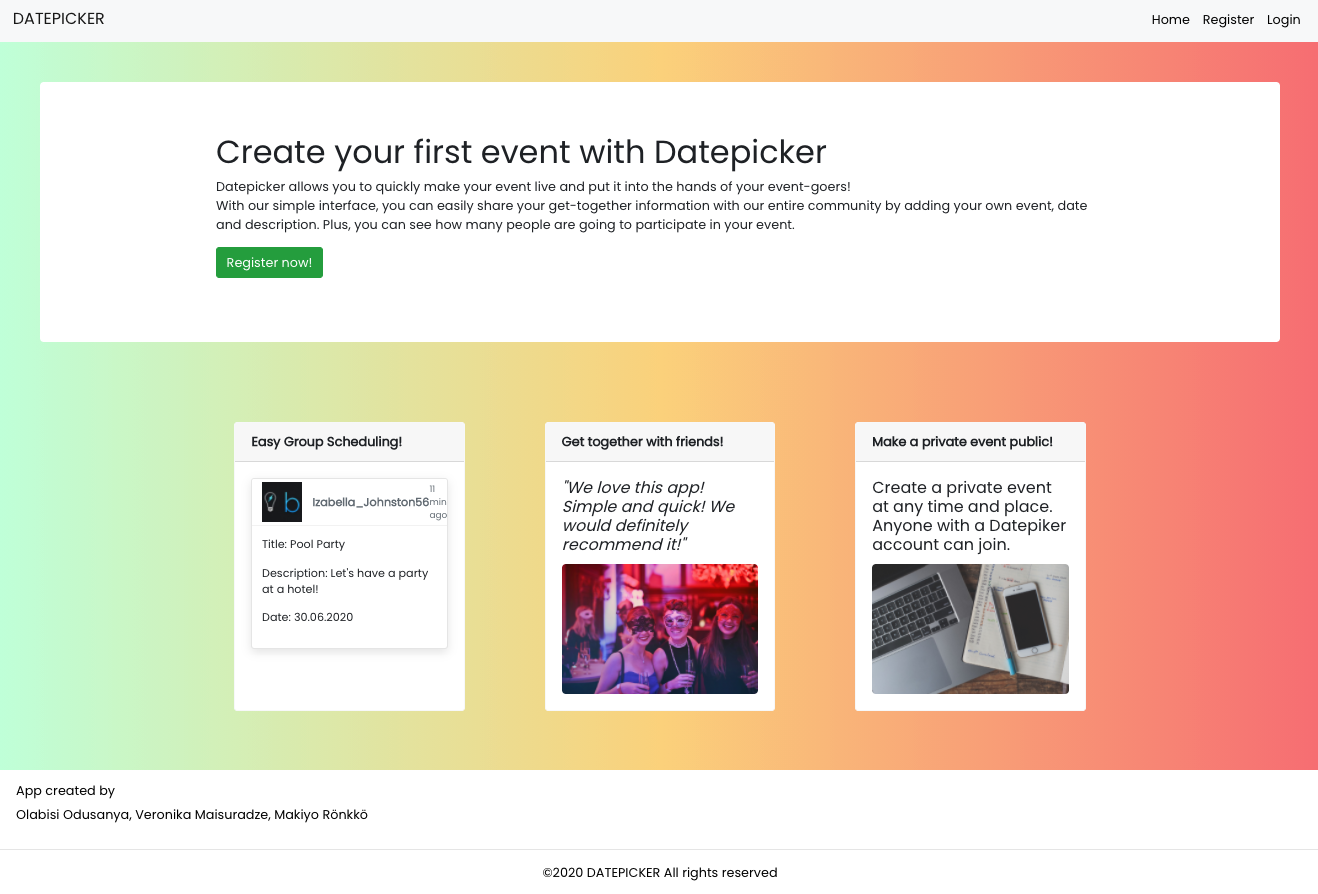 DATEPICKER
Home Register Login
Create your first event with Datepicker
Datepicker allows you to quickly make your event live and put it into the hands of your event-goers!
With our simple interface, you can easily share your get-together information with our entire community by adding your own event, date
and description. Plus, you can see how many people are going to participate in your event.
Register now!
Easy Group Scheduling!
b
Izabella_Johnston56
11
min
ago
Title: Pool Party
Description: Let's have a party
at a hotel!
Date: 30.06.2020
Get together with friends!
"We love this app!
Simple and quick! We
would definitely
recommend it!"
Make a private event public!
Create a private event
at any time and place.
Anyone with a Datepiker
account can join.
App created by
Olabisi Odusanya, Veronika Maisuradze, Makiyo Rönkkö
©2020 DATEPICKER All rights reserved